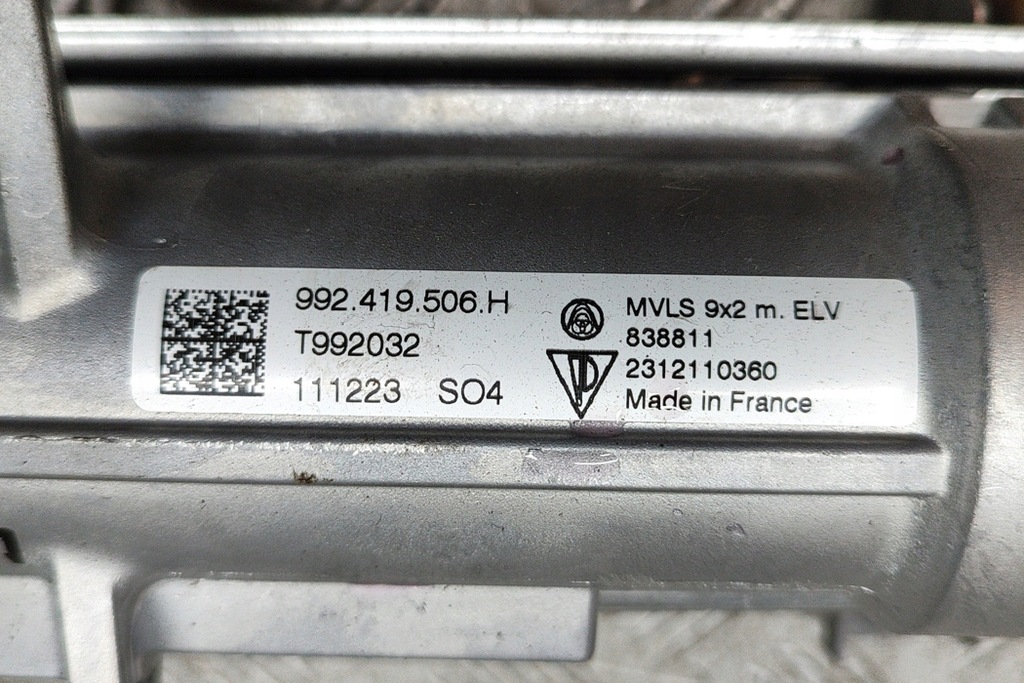 992.419.506.H
T992032
111223 SO4
MVLS 9x2 m. ELV
838811
2312110360
Made in France